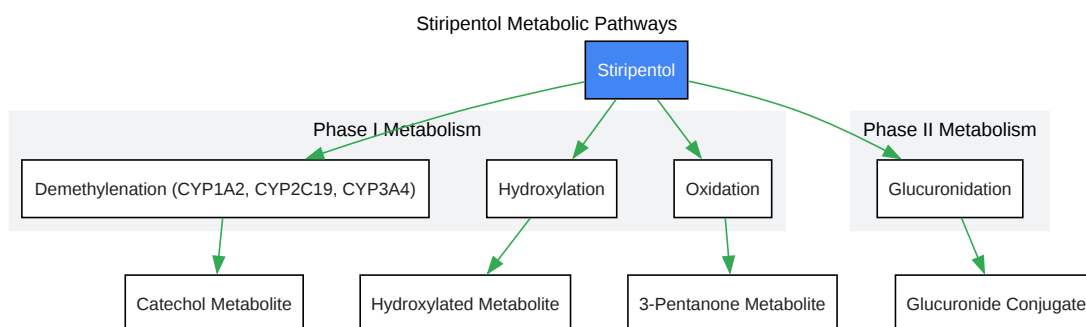 Stiripentol Metabolic Pathways
Stiripentol
Phase I Metabolism
Phase II Metabolism
Demethylenation (CYP1A2, CYP2C19, CYP3A4)
Hydroxylation
Oxidation
Glucuronidation
Catechol Metabolite
Hydroxylated Metabolite
3-Pentanone Metabolite
Glucuronide Conjugate